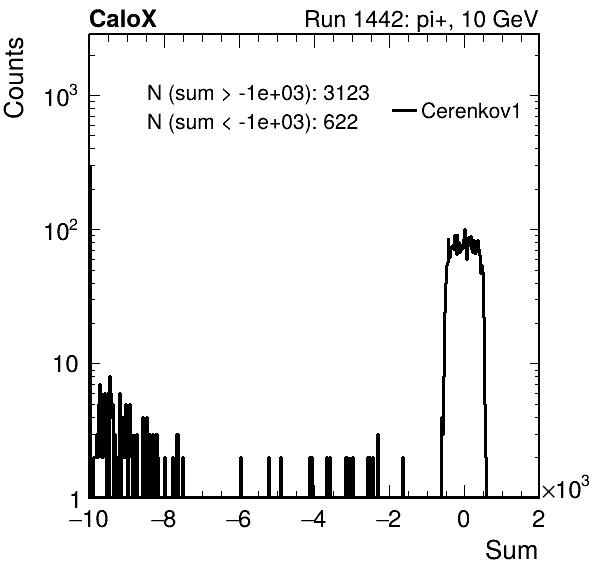 CaloX Run 1442: pi+, 10 GeV
Counts
N (sum > -1e+03): 3123
N (sum < -1e+03): 622
Cerenkov1
10³
10²
10
1
−10 −8 −6 −4 −2 0 2
×10³
Sum